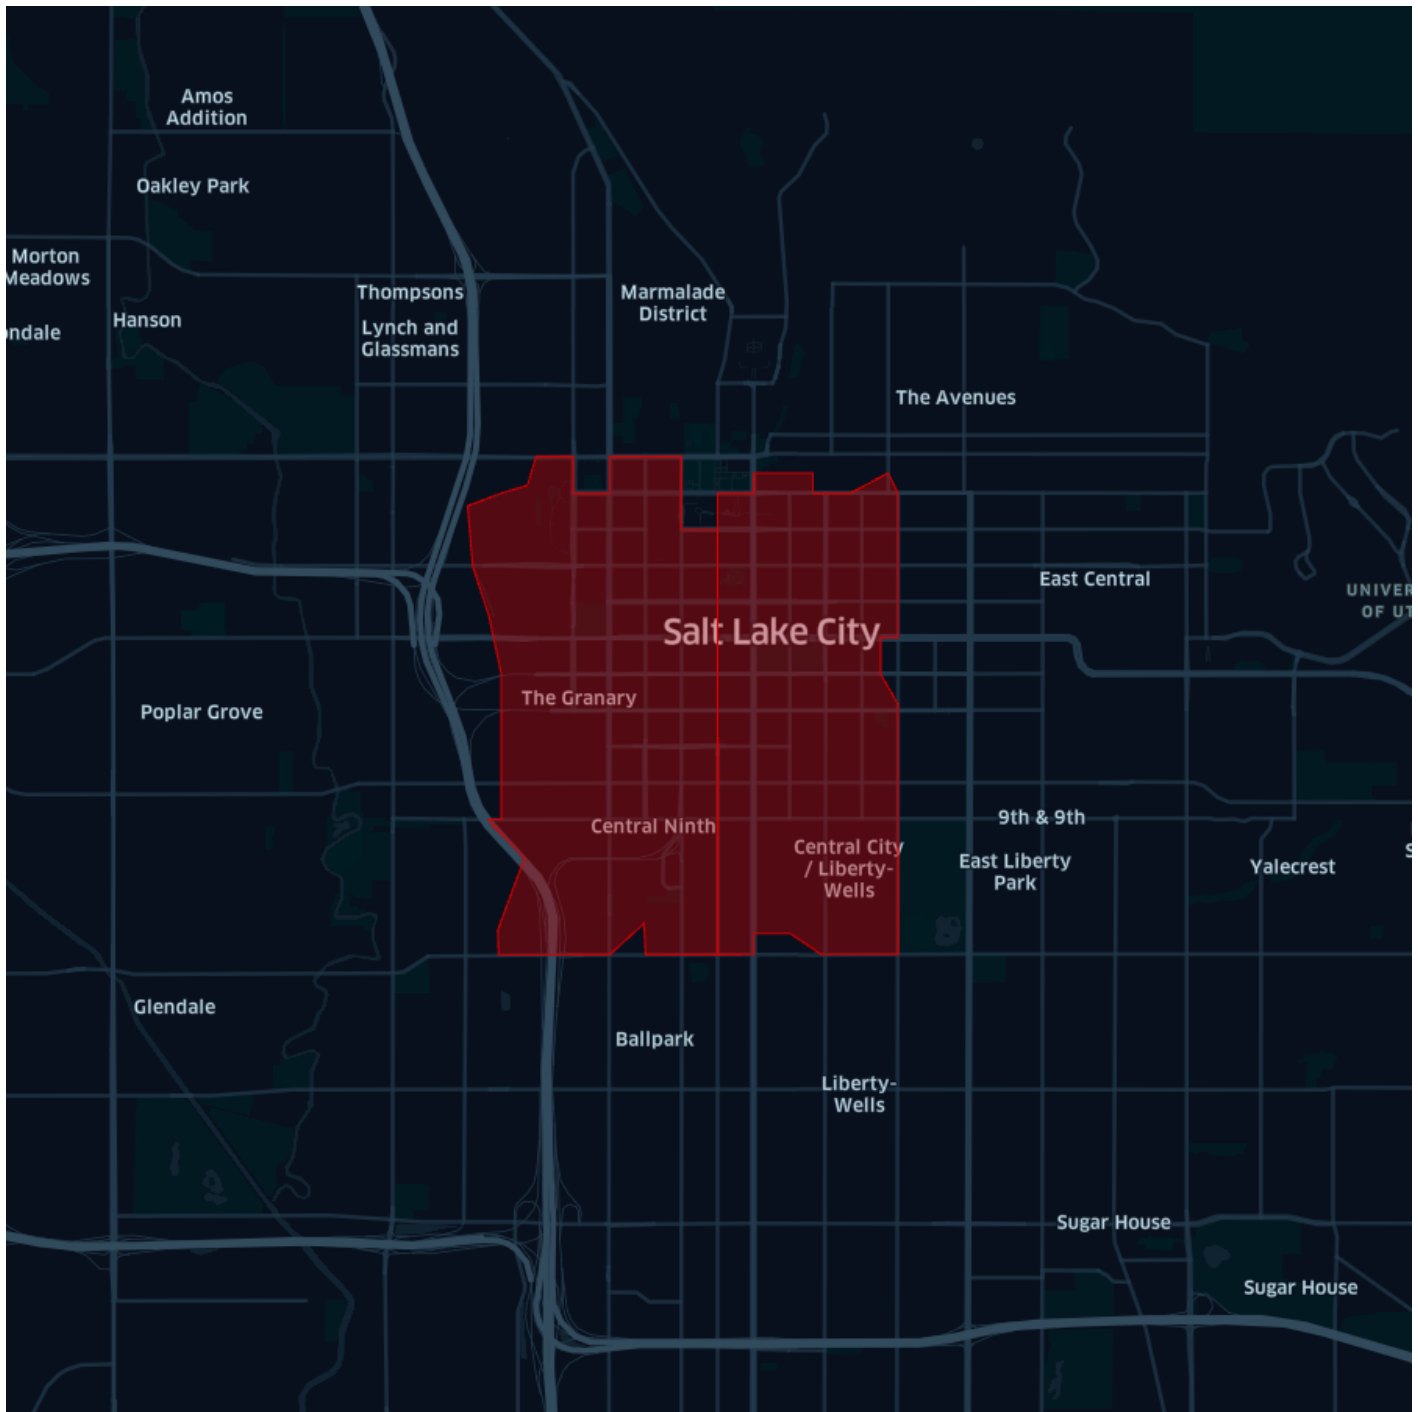 Amos
Addition
Oakley Park
Morton
Meadows
Thompsons
Marmalade
District
Hanson
ondale
Lynch and
Glassmans
The Avenues
East Central
UNIVER
OF UT
Salt Lake City
The Granary
Poplar Grove
9th & 9th
Central Ninth
Central City
/ Liberty-
Wells
East Liberty
Park
Yalecrest
S
Glendale
Ballpark
Liberty-
Wells
Sugar House
Sugar House